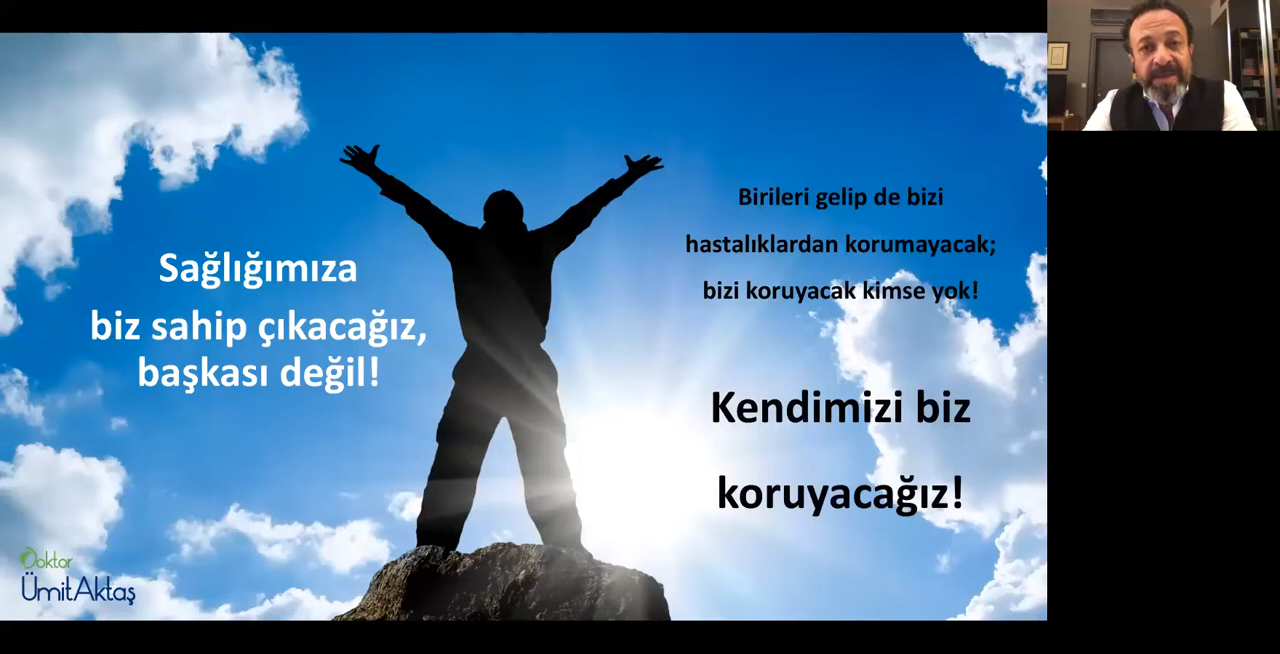 Sağlığımıza
biz sahip çıkacağız,
başkası değil!
Birileri gelip de bizi
hastalıklardan korumayacak;
bizi koruyacak kimse yok!
Kendimizi biz
koruyacağız!
Doktor
ÜmitAktaş